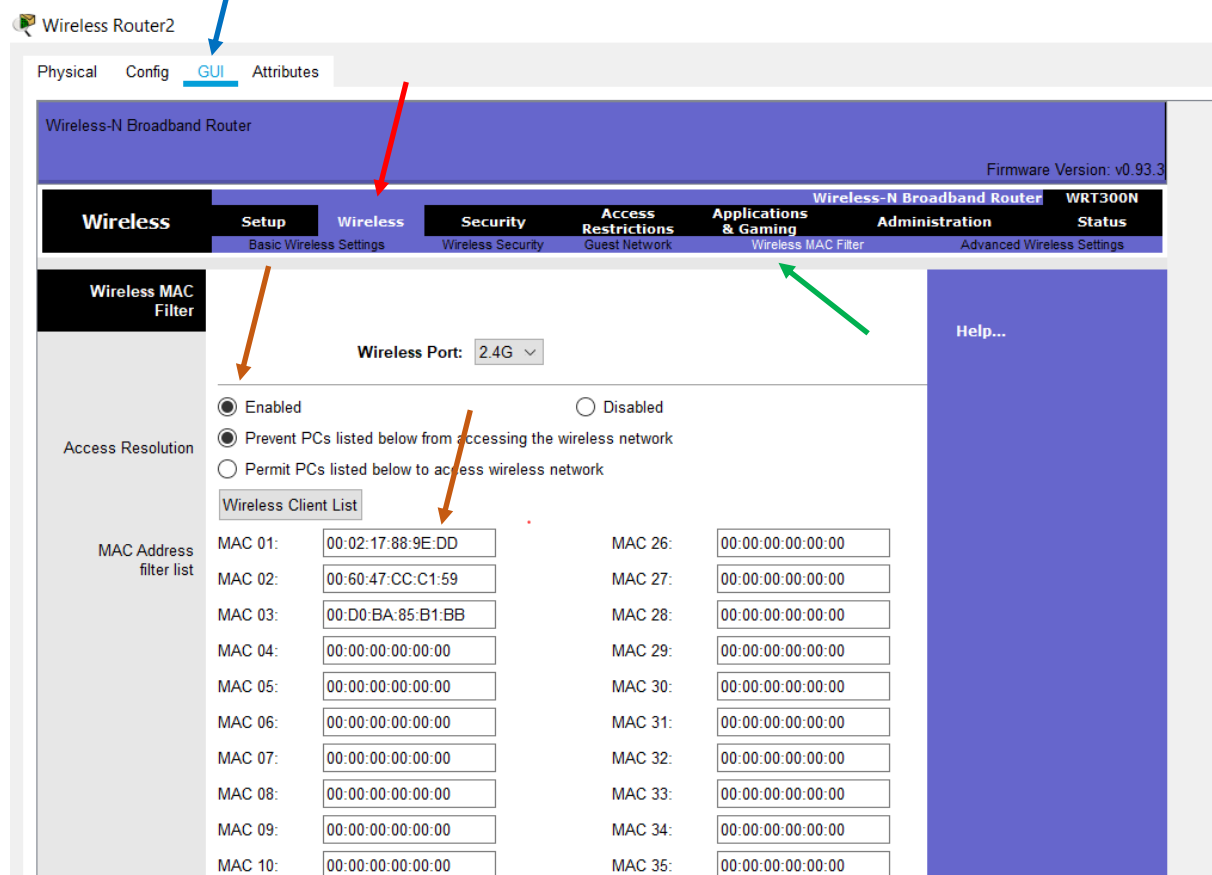 Wireless Router2
Physical Config GUI Attributes
Wireless-N Broadband Router
Firmware Version: v0.93.3
Wireless-N Broadband Router WRT300N
Wireless Setup Wireless Security Access Restrictions Applications & Gaming Administration Status
Basic Wireless Settings Wireless Security Guest Network Wireless MAC Filter Advanced Wireless Settings
Wireless MAC
Filter
Help...
Wireless Port: 2.4G
Enabled Disabled
Access Resolution
Prevent PCs listed below from accessing the wireless network
Permit PCs listed below to access wireless network
Wireless Client List
MAC Address
filter list
MAC 01: 00:02:17:88:9E:DD MAC 26: 00:00:00:00:00:00
MAC 02: 00:60:47:CC:C1:59 MAC 27: 00:00:00:00:00:00
MAC 03: 00:D0:BA:85:B1:BB MAC 28: 00:00:00:00:00:00
MAC 04: 00:00:00:00:00:00 MAC 29: 00:00:00:00:00:00
MAC 05: 00:00:00:00:00:00 MAC 30: 00:00:00:00:00:00
MAC 06: 00:00:00:00:00:00 MAC 31: 00:00:00:00:00:00
MAC 07: 00:00:00:00:00:00 MAC 32: 00:00:00:00:00:00
MAC 08: 00:00:00:00:00:00 MAC 33: 00:00:00:00:00:00
MAC 09: 00:00:00:00:00:00 MAC 34: 00:00:00:00:00:00
MAC 10: 00:00:00:00:00:00 MAC 35: 00:00:00:00:00:00